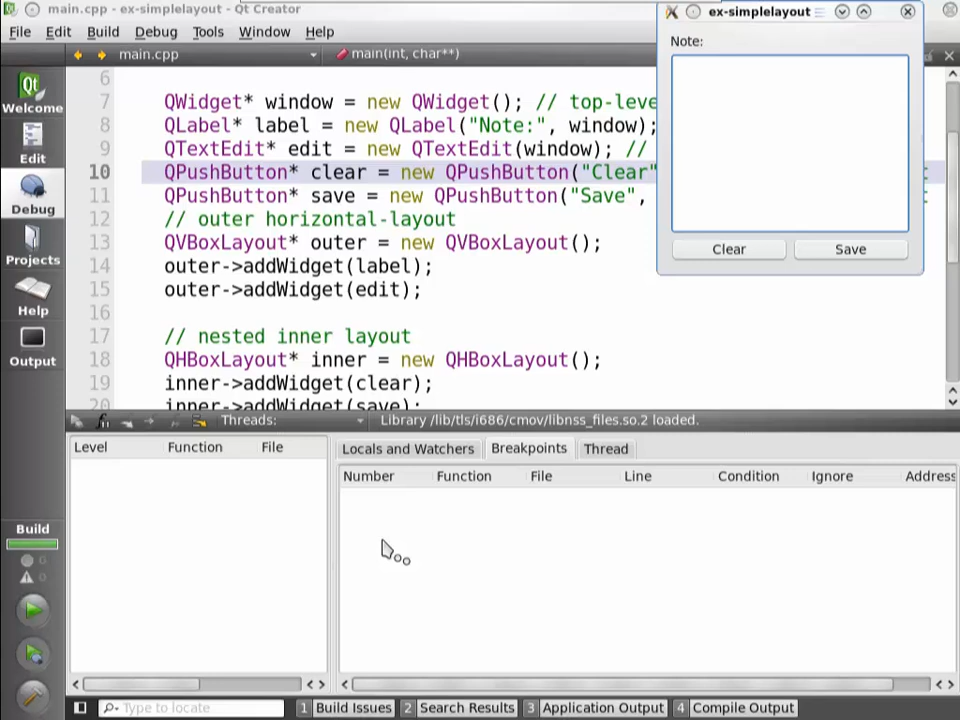 main.cpp - ex-simplelayout - Qt Creator
ex-simplelayout
File Edit Build Debug Tools Window Help
main.cpp
main(int, char**)
Note:
Clear
Save
Welcome
Edit
Debug
Projects
Help
Output
6
7 QWidget* window = new QWidget(); // top-leve
8 QLabel* label = new QLabel("Note:", window);
9 QTextEdit* edit = new QTextEdit(window); //
10 QPushButton* clear = new QPushButton("Clear"
11 QPushButton* save = new QPushButton("Save",
12 // outer horizontal-layout
13 QVBoxLayout* outer = new QVBoxLayout();
14 outer->addWidget(label);
15 outer->addWidget(edit);
16
17 // nested inner layout
18 QHBoxLayout* inner = new QHBoxLayout();
19 inner->addWidget(clear);
20 inner->addWidget(save);
Threads:
Library /lib/tls/i686/cmov/libnss_files.so.2 loaded.
Level Function File
Locals and Watchers Breakpoints Thread
Number Function File Line Condition Ignore Address
Build
0
0
Type to locate
1 Build Issues 2 Search Results 3 Application Output 4 Compile Output